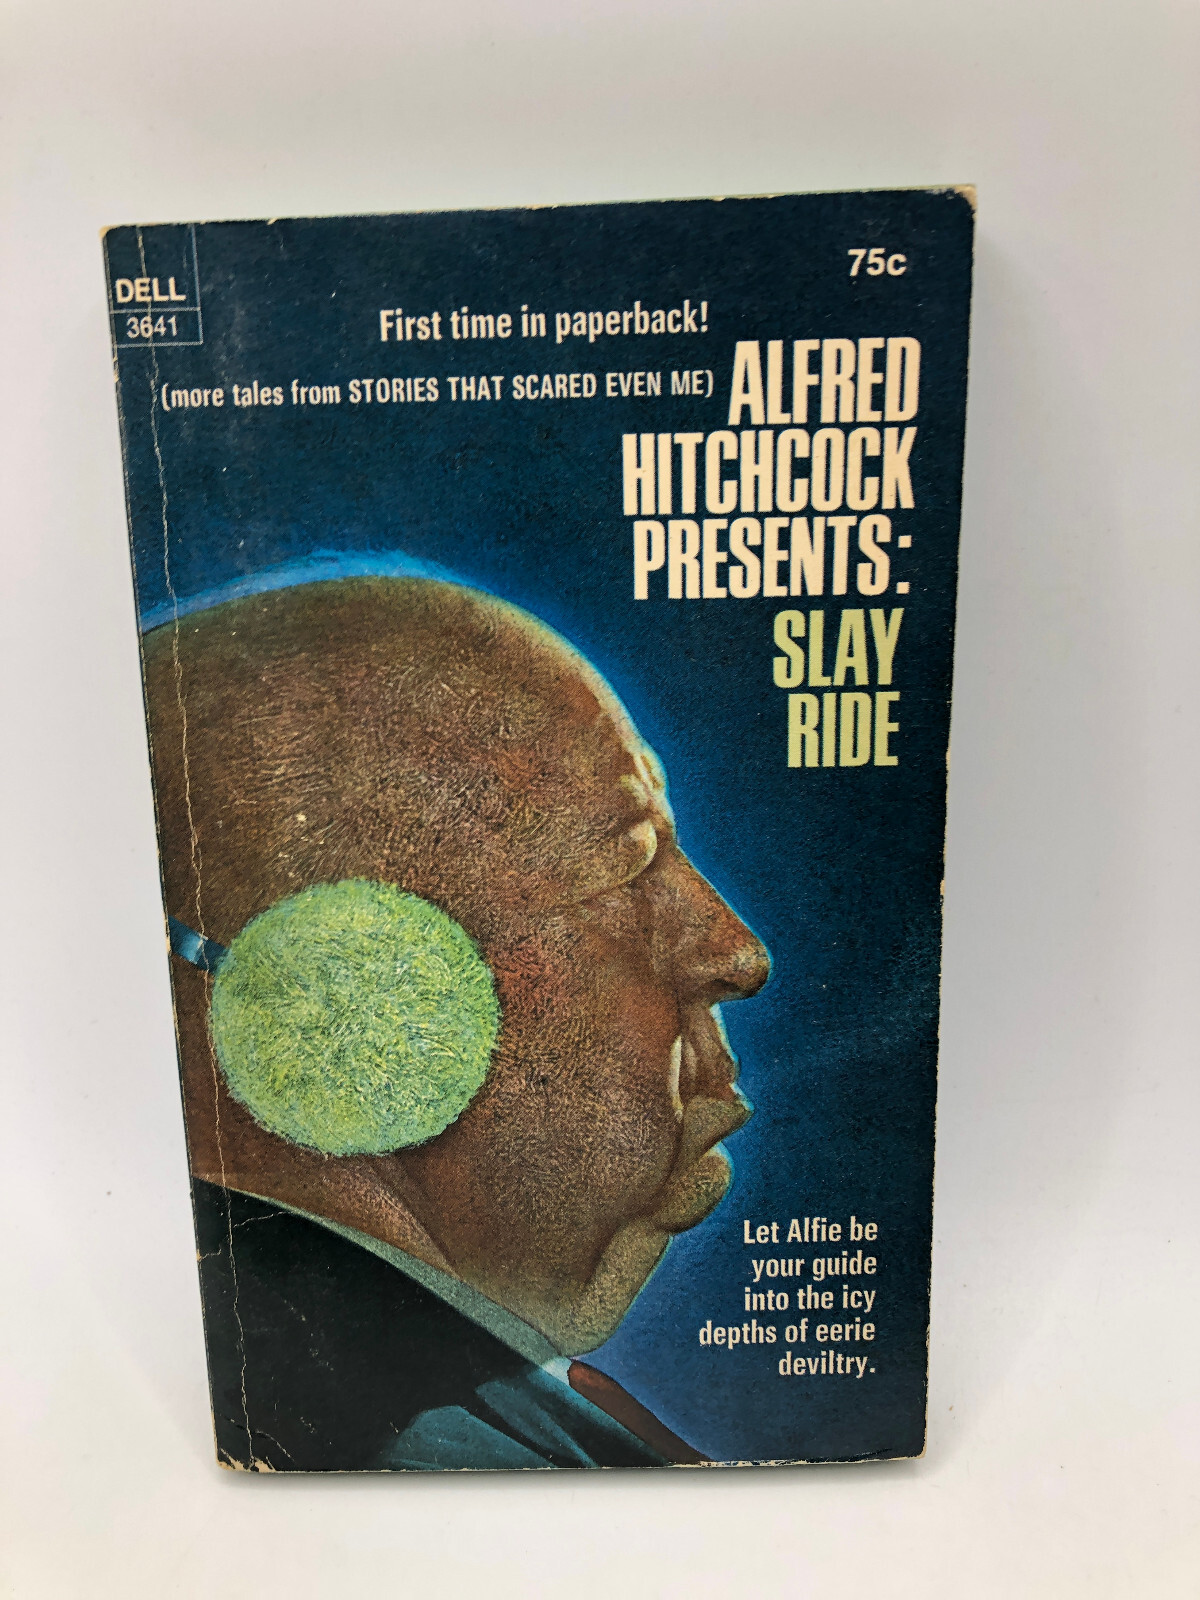 DELL
3641
75c
First time in paperback!
(more tales from STORIES THAT SCARED EVEN ME)
ALFRED
HITCHCOCK
PRESENTS:
SLAY
RIDE
Let Alfie be
your guide
into the icy
depths of eerie
deviltry.